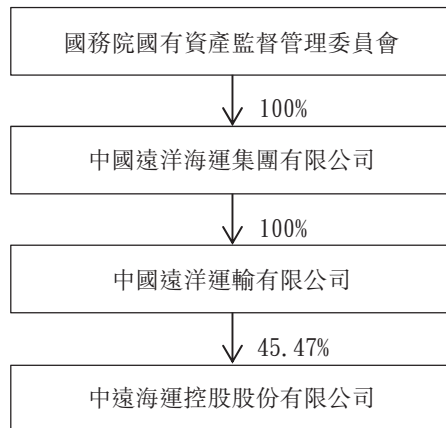 國務院國有資產監督管理委員會
100%
中國遠洋海運集團有限公司
100%
中國遠洋運輸有限公司
45.47%
中遠海運控股股份有限公司